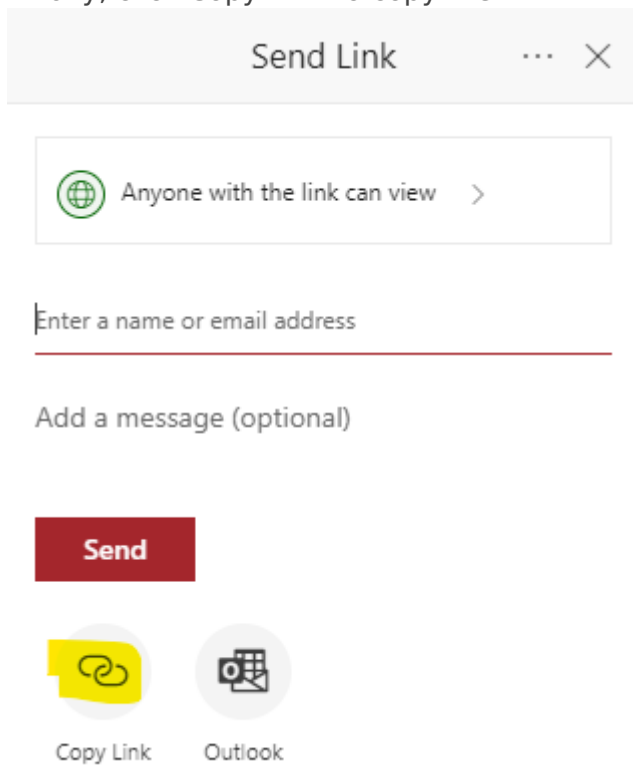 Send Link
Anyone with the link can view
Enter a name or email address
Add a message (optional)
Send
Copy Link
Outlook